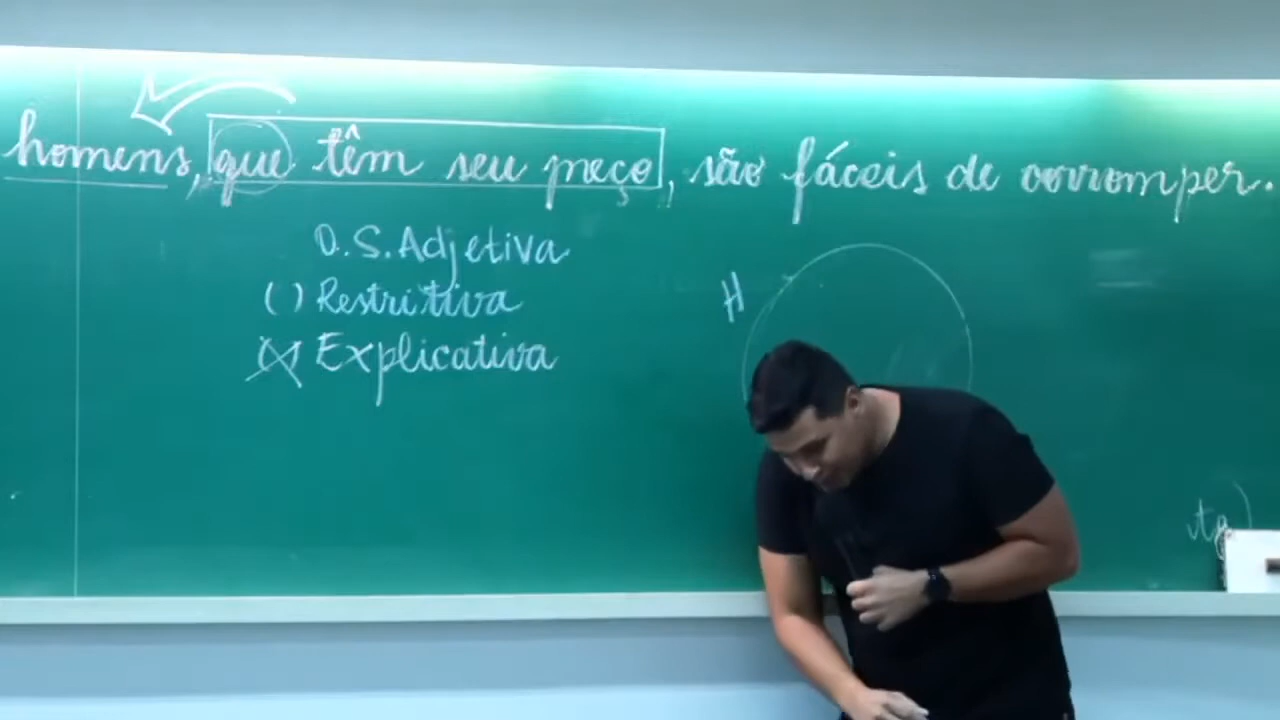 homens, que têm seu preço, são fáceis de corromper.
O.S. Adjetiva
( ) Restritiva
(X) Explicativa
H